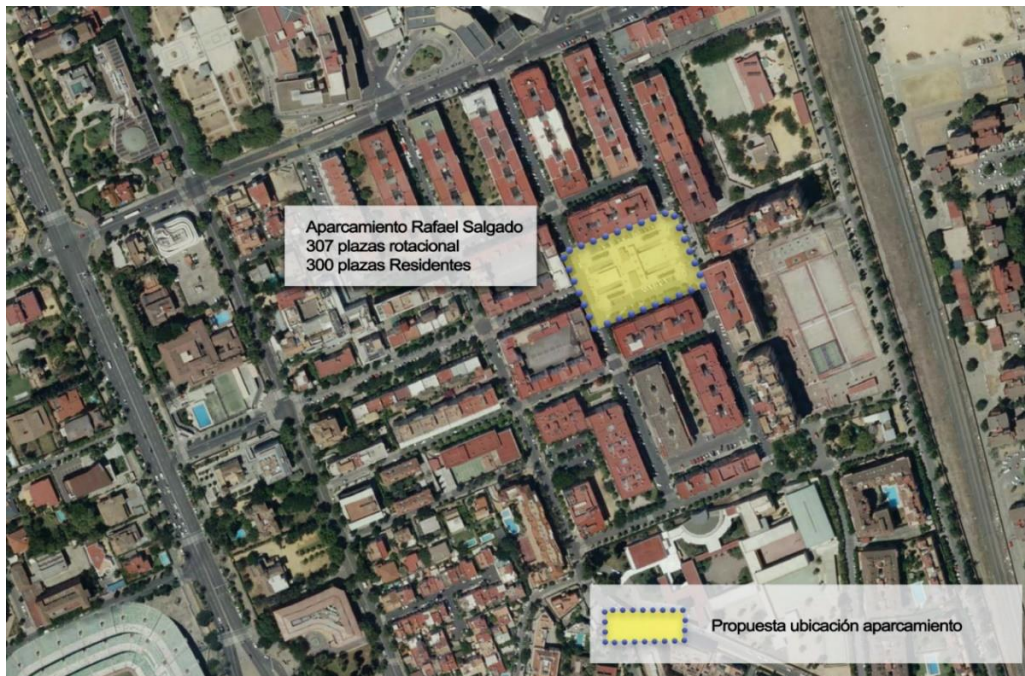 Aparcamiento Rafael Salgado
307 plazas rotacional
300 plazas Residentes
Propuesta ubicación aparcamiento